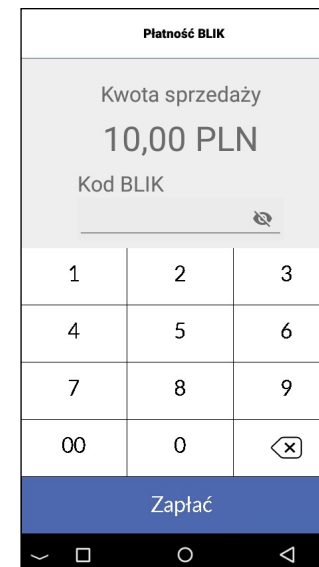 Płatność BLIK
Kwota sprzedaży
10,00 PLN
Kod BLIK
1 2 3
4 5 6
7 8 9
00 0
Zapłać